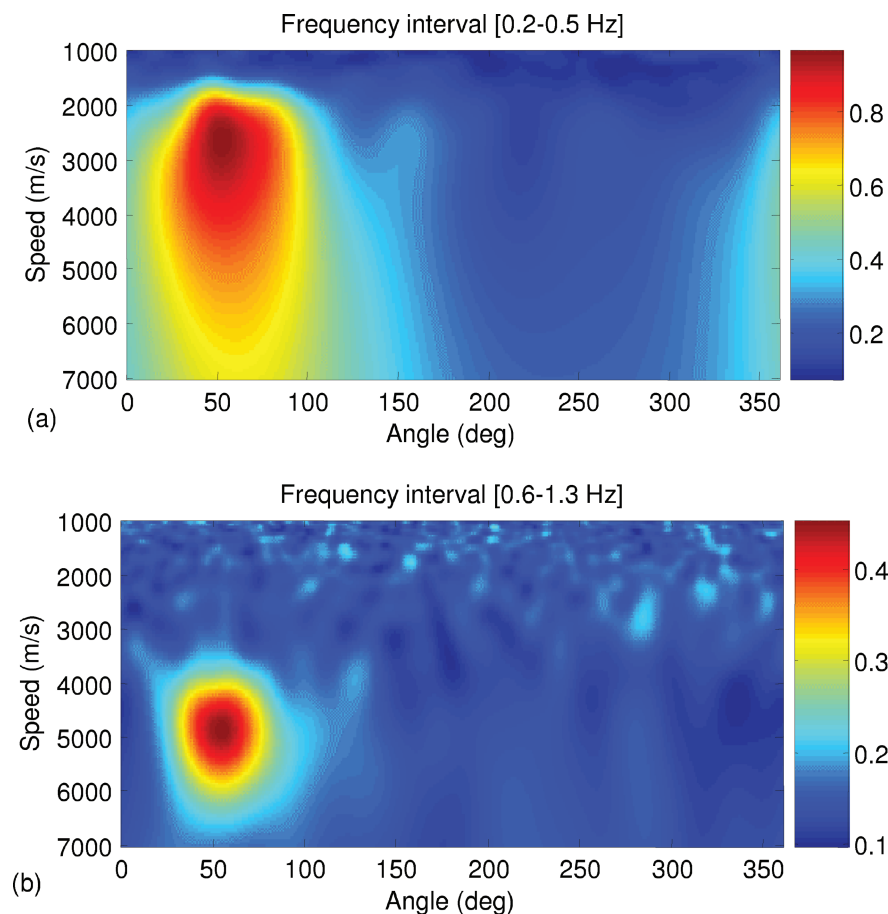 Frequency interval [0.2-0.5 Hz]
1000
2000
3000
4000
5000
6000
7000
Speed (m/s)
0 50 100 150 200 250 300 350
Angle (deg)
0.8
0.6
0.4
0.2
(a)
Frequency interval [0.6-1.3 Hz]
1000
2000
3000
4000
5000
6000
7000
Speed (m/s)
0 50 100 150 200 250 300 350
Angle (deg)
0.4
0.3
0.2
0.1
(b)